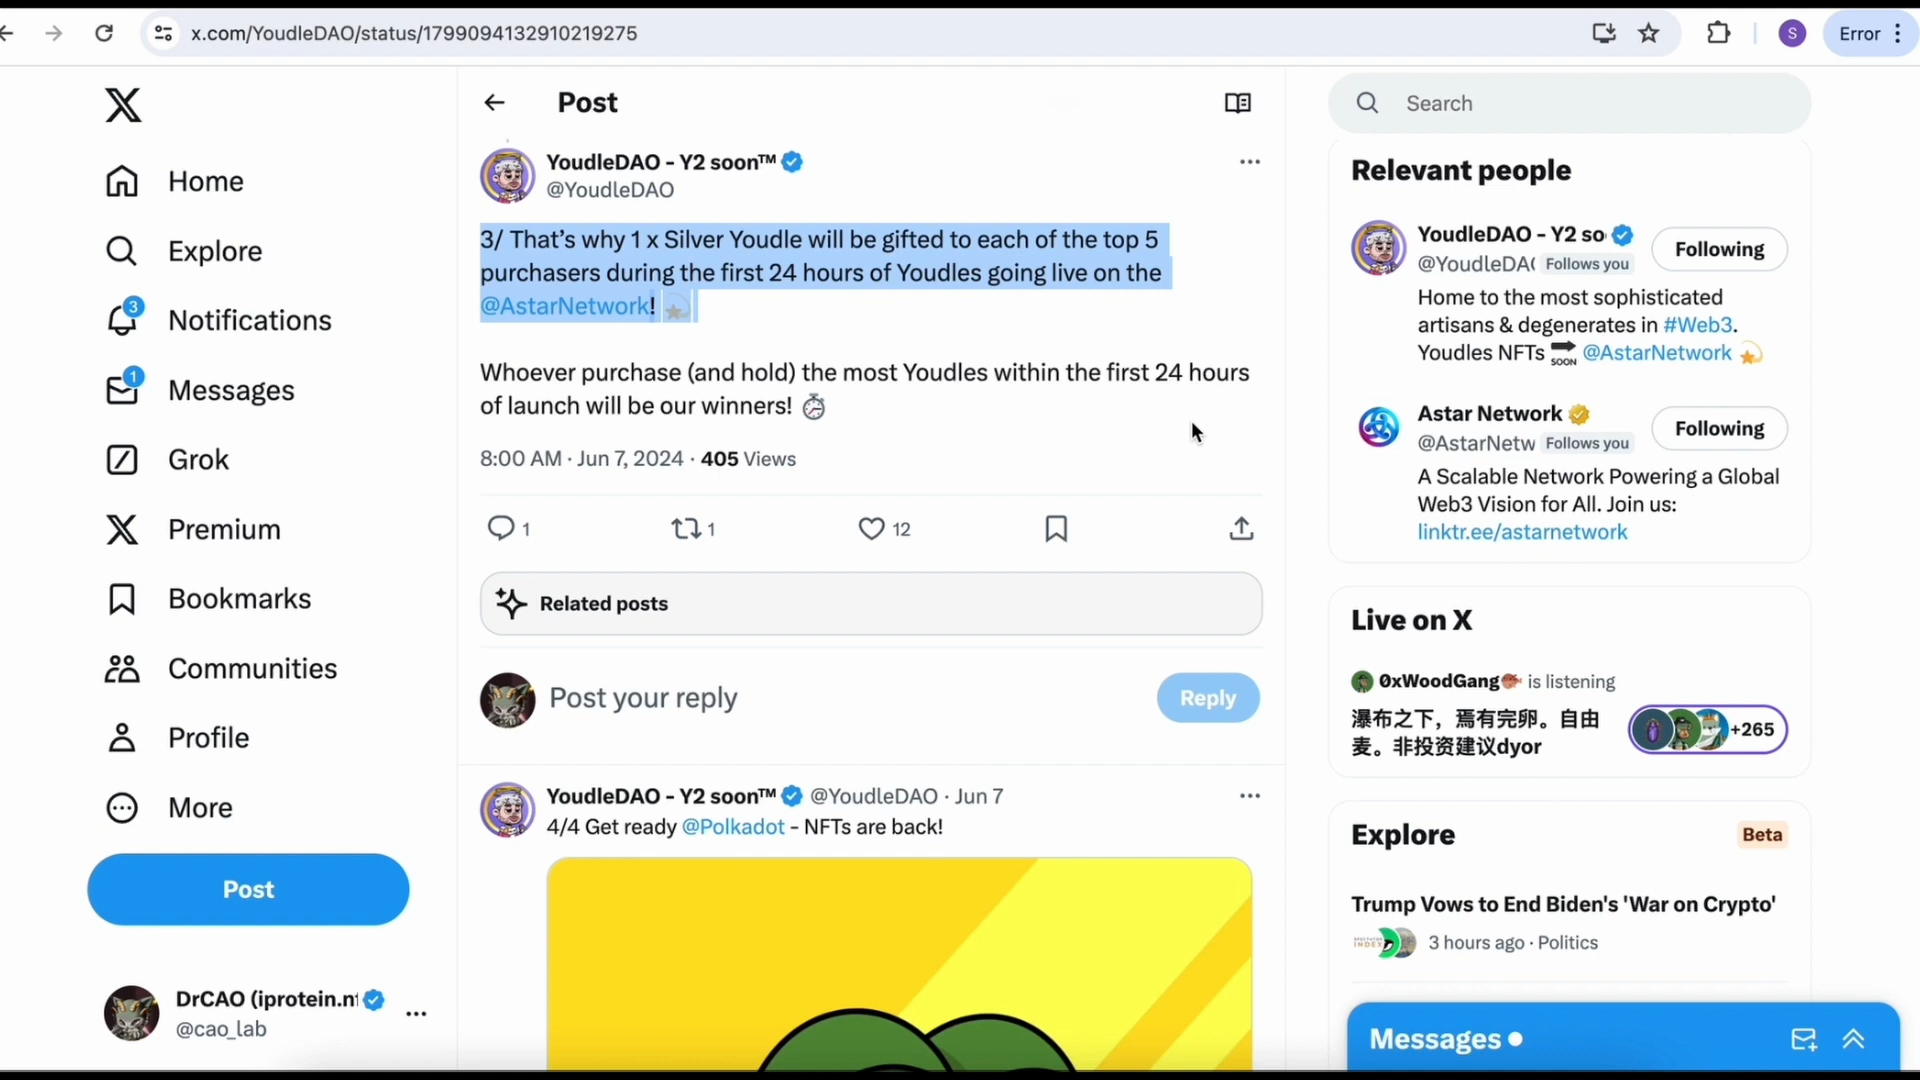 x.com/YoudleDAO/status/1799094132910219275
S
Error
Home
Explore
3
Notifications
1
Messages
Grok
Premium
Bookmarks
Communities
Profile
More
Post
DrCAO (iprotein.n
@cao_lab
Post
YoudleDAO - Y2 soon™
@YoudleDAO
3/ That’s why 1 x Silver Youdle will be gifted to each of the top 5
purchasers during the first 24 hours of Youdles going live on the
@AstarNetwork! 💫
Whoever purchase (and hold) the most Youdles within the first 24 hours
of launch will be our winners! ⏱️
8:00 AM · Jun 7, 2024 · 405 Views
1
1
12
Related posts
Post your reply
Reply
YoudleDAO - Y2 soon™ @YoudleDAO · Jun 7
4/4 Get ready @Polkadot - NFTs are back!
Search
Relevant people
YoudleDAO - Y2 so
Following
@YoudleDA Follows you
Home to the most sophisticated
artisans & degenerates in #Web3.
Youdles NFTs 🔜 @AstarNetwork 💫
Astar Network
Following
@AstarNetw Follows you
A Scalable Network Powering a Global
Web3 Vision for All. Join us:
linktr.ee/astarnetwork
Live on X
0xWoodGang is listening
瀑布之下，焉有完卵。自由
麦。非投资建议dyor
+265
Explore
Beta
Trump Vows to End Biden's 'War on Crypto'
3 hours ago · Politics
Messages